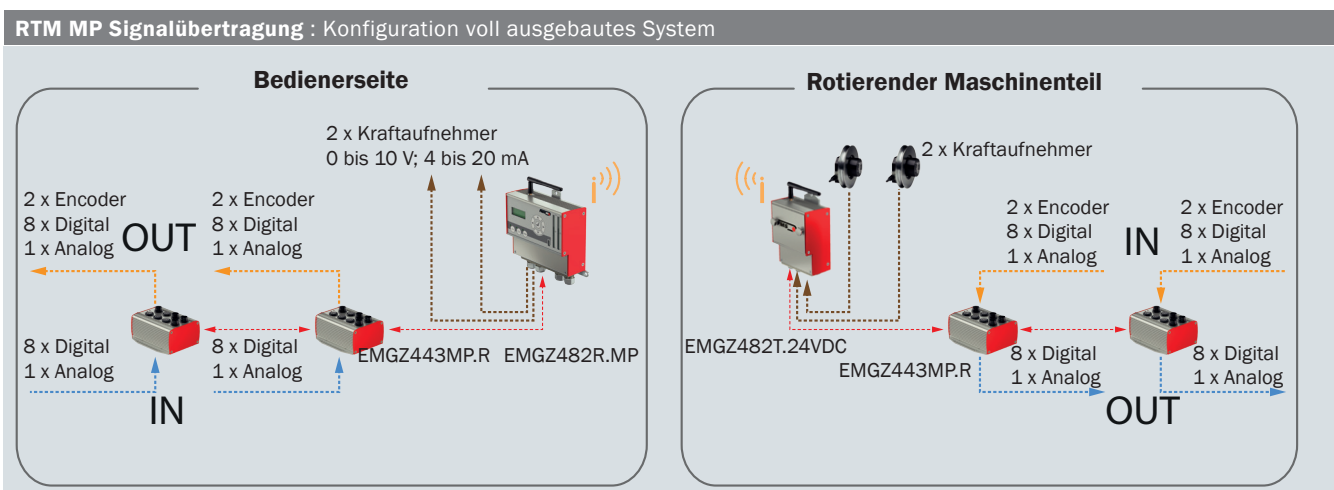 RTM MP Signalübertragung : Konfiguration voll ausgebautes System
Bedienerseite
2 x Kraftaufnehmer
0 bis 10 V; 4 bis 20 mA
2 x Encoder
8 x Digital
1 x Analog
OUT
2 x Encoder
8 x Digital
1 x Analog
8 x Digital
1 x Analog
IN
8 x Digital
1 x Analog
EMGZ443MP.R
EMGZ482R.MP
Rotierender Maschinenteil
2 x Kraftaufnehmer
2 x Encoder
8 x Digital
1 x Analog
IN
2 x Encoder
8 x Digital
1 x Analog
EMGZ482T.24VDC
EMGZ443MP.R
8 x Digital
1 x Analog
OUT
8 x Digital
1 x Analog